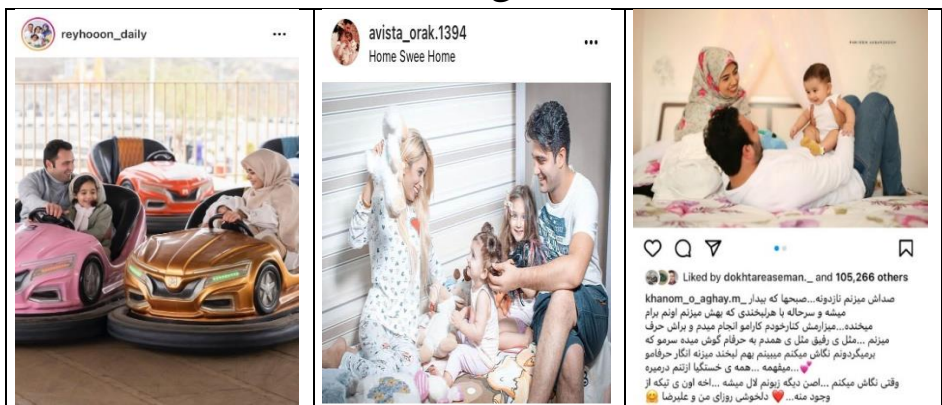 reyhooon_daily
avista_orak.1394
Home Swee Home
Liked by dokhtareaseman._ and 105,266 others
khanom_o_aghay.m_ صداش میزنم نازدونه...صبحها که بیدار
میشه و سرحاله با هرلبخندی که بهش میزنم اونم برام
میخنده...میزارمش کنارخودم کارامو انجام میدم و براش حرف
میزنم ...مثل ی رفیق مثل ی همدم به حرفام گوش میده سرمو که
برمیگردونم نگاش میکنم میبینم بهم لبخند میزنه انگار حرفامو
میفهمه ...همه ی خستگیا ازتنم درمیره...💕
وقتی نگاش میکنم ...اصن دیگه زبونم لال میشه ...اخه اون ی تیکه از
وجود منه...❤️ دلخوشی روزای من و علیرضا 🤗